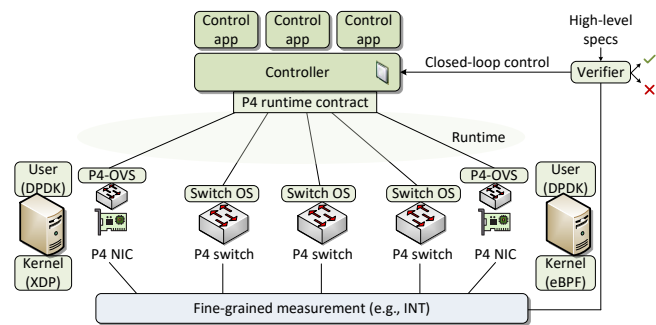 Control app
Control app
Control app
High-level specs
Controller
Closed-loop control
Verifier
P4 runtime contract
Runtime
User (DPDK)
P4-OVS
Switch OS
Switch OS
Switch OS
P4-OVS
User (DPDK)
P4 NIC
P4 switch
P4 switch
P4 switch
P4 NIC
Kernel (XDP)
Kernel (eBPF)
Fine-grained measurement (e.g., INT)